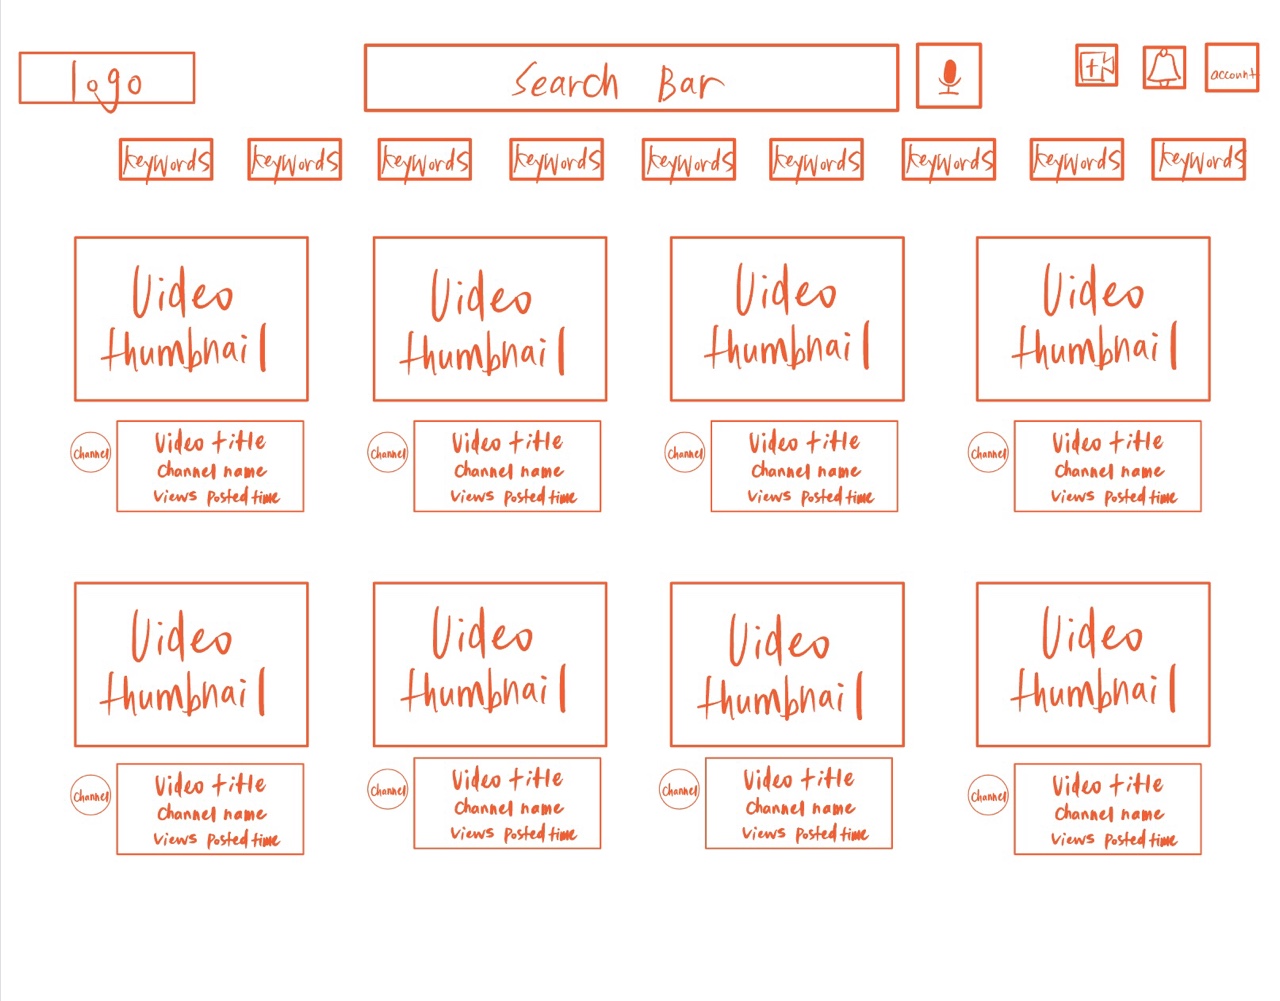 logo
Search Bar
account
keywords keywords keywords keywords keywords keywords keywords keywords keywords
Video Video Video Video
thumbnail thumbnail thumbnail thumbnail
Channel Video title Channel Video title Channel Video title Channel Video title
Channel name Channel name Channel name Channel name
Views Posted time Views Posted time Views Posted time Views Posted time
Video Video Video Video
thumbnail thumbnail thumbnail thumbnail
Channel Video title Channel Video title Channel Video title Channel Video title
Channel name Channel name Channel name Channel name
Views Posted time Views Posted time Views Posted time Views Posted time